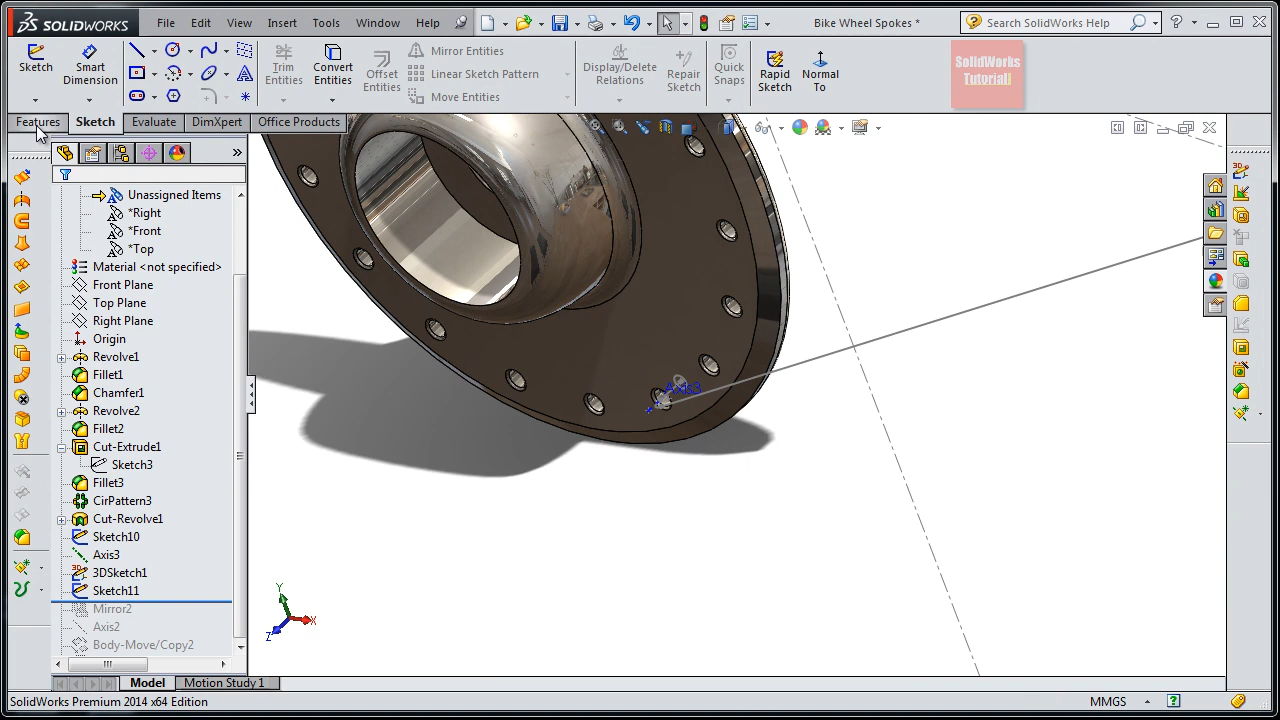 SOLIDWORKS
File
Edit
View
Insert
Tools
Window
Help
Bike Wheel Spokes *
Search SolidWorks Help
Sketch
Smart Dimension
Trim Entities
Convert Entities
Offset Entities
Mirror Entities
Linear Sketch Pattern
Move Entities
Display/Delete Relations
Repair Sketch
Quick Snaps
Rapid Sketch
Normal To
SolidWorks
Tutorial
Features
Sketch
Evaluate
DimXpert
Office Products
Unassigned Items
*Right
*Front
*Top
Material <not specified>
Front Plane
Top Plane
Right Plane
Origin
Revolve1
Fillet1
Chamfer1
Revolve2
Fillet2
Cut-Extrude1
Sketch3
Fillet3
CirPattern3
Cut-Revolve1
Sketch10
Axis3
3DSketch1
Sketch11
Mirror2
Axis2
Body-Move/Copy2
Axis3
Y
X
Z
Model
Motion Study 1
SolidWorks Premium 2014 x64 Edition
MMGS